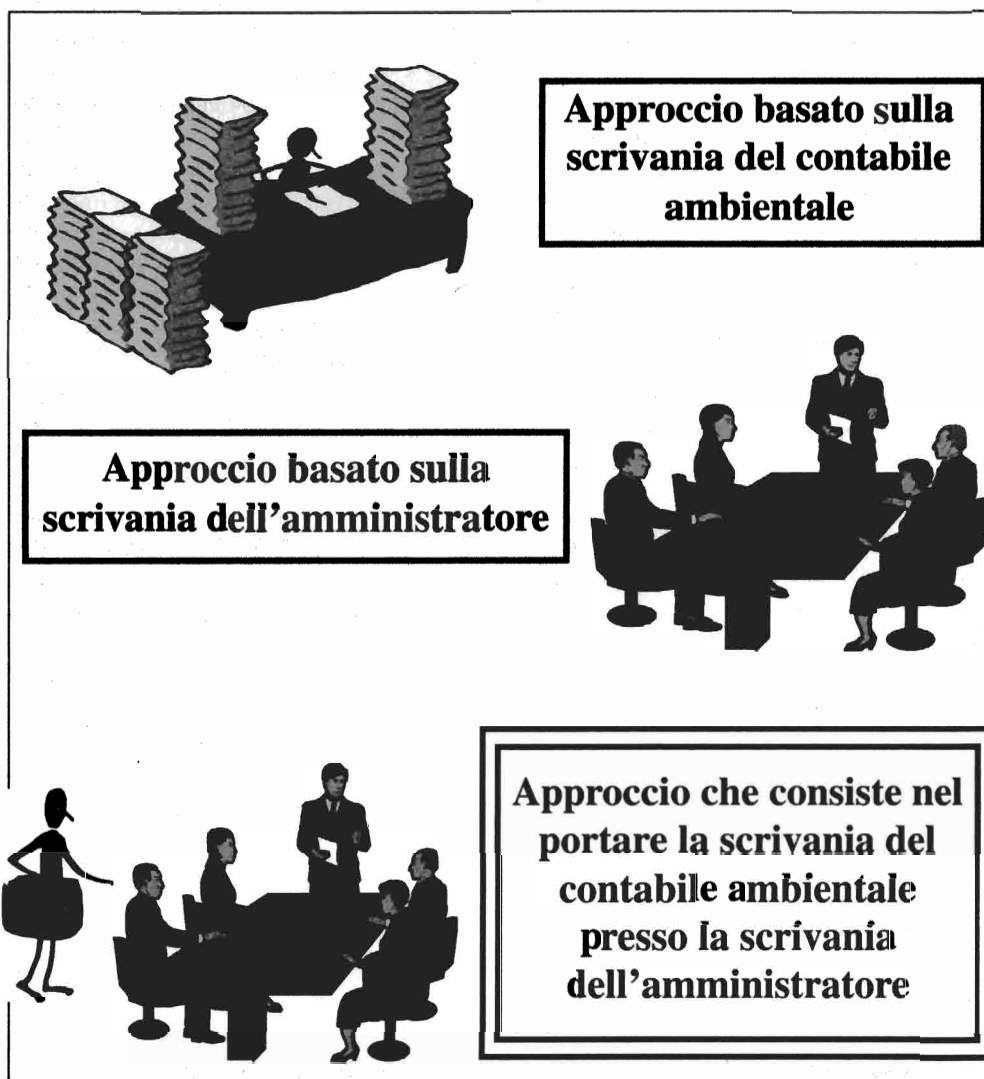 Approccio basato sulla
scrivania del contabile
ambientale
Approccio basato sulla
scrivania dell'amministratore
Approccio che consiste nel
portare la scrivania del
contabile ambientale
presso la scrivania
dell'amministratore